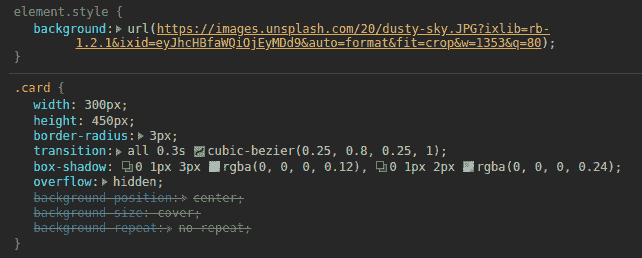 element.style {
background: url(https://images.unsplash.com/20/dusty-sky.JPG?ixlib=rb-
1.2.1&ixid=eyJhcHBfaWQiOjEyMDd9&auto=format&fit=crop&w=1353&q=80);
}
.card {
width: 300px;
height: 450px;
border-radius: 3px;
transition: all 0.3s cubic-bezier(0.25, 0.8, 0.25, 1);
box-shadow: 0 1px 3px rgba(0, 0, 0, 0.12), 0 1px 2px rgba(0, 0, 0, 0.24);
overflow: hidden;
background-position: center;
background-size: cover;
background-repeat: no-repeat;
}